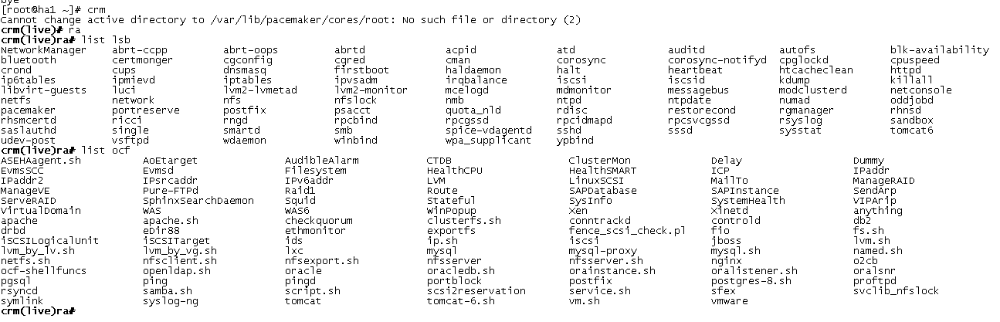 bye
[root@ha1 ~]# crm
Cannot change active directory to /var/lib/pacemaker/cores/root: No such file or directory (2)
crm(live)# ra
crm(live)ra# list lsb
NetworkManager abrt-ccpp abrt-oops abrtd acpid atd auditd autofs blk-availability
bluetooth certmonger cgconfig cgred cman corosync corosync-notifyd cpglockd cpuspeed
crond cups dnsmasq firstboot haldaemon halt heartbeat htcacheclean httpd
ip6tables ipmievd iptables ipvsadm irqbalance iscsi iscsid kdump killall
libvirt-guests luci lvm2-lvmetad lvm2-monitor mcelogd mdmonitor messagebus modclusterd netconsole
netfs network nfs nfslock nmb ntpd ntpdate numad oddjobd
pacemaker portreserve postfix psacct quota_nld rdisc restorecond rgmanager rhnsd
rhsmcertd ricci rngd rpcbind rpcgssd rpcidmapd rpcsvcgssd rsyslog sandbox
saslauthd single smartd smb spice-vdagentd sshd sssd sysstat tomcat6
udev-post vsftpd wdaemon winbind wpa_supplicant ypbind
crm(live)ra# list ocf
ASEHAagent.sh AoEtarget AudibleAlarm CTDB ClusterMon Delay Dummy
EvmsSCC Evmsd Filesystem HealthCPU HealthSMART ICP IPaddr
IPaddr2 IPsrcaddr IPv6addr LVM LinuxSCSI MailTo ManageRAID
ManageVE Pure-FTPd Raid1 Route SAPDatabase SAPInstance SendArp
ServeRAID SphinxSearchDaemon Squid Stateful SysInfo SystemHealth VIPArip
VirtualDomain WAS WAS6 WinPopup Xen Xinetd anything
apache apache.sh checkquorum clusterfs.sh conntrackd controld db2
drbd eDir88 ethmonitor exportfs fence_scsi_check.pl fio fs.sh
iSCSILogicalUnit iSCSITarget ids ip.sh iscsi jboss lvm.sh
lvm_by_lv.sh lvm_by_vg.sh lxc mysql mysql-proxy mysql.sh named.sh
netfs.sh nfsclient.sh nfsexport.sh nfsserver nfsserver.sh nginx o2cb
ocf-shellfuncs openldap.sh oracle oracledb.sh orainstance.sh oralistener.sh oralsnr
pgsql ping pingd portblock postfix postgres-8.sh proftpd
rsyncd samba.sh script.sh scsi2reservation service.sh sfex svclib_nfslock
symlink syslog-ng tomcat tomcat-6.sh vm.sh vmware
crm(live)ra#